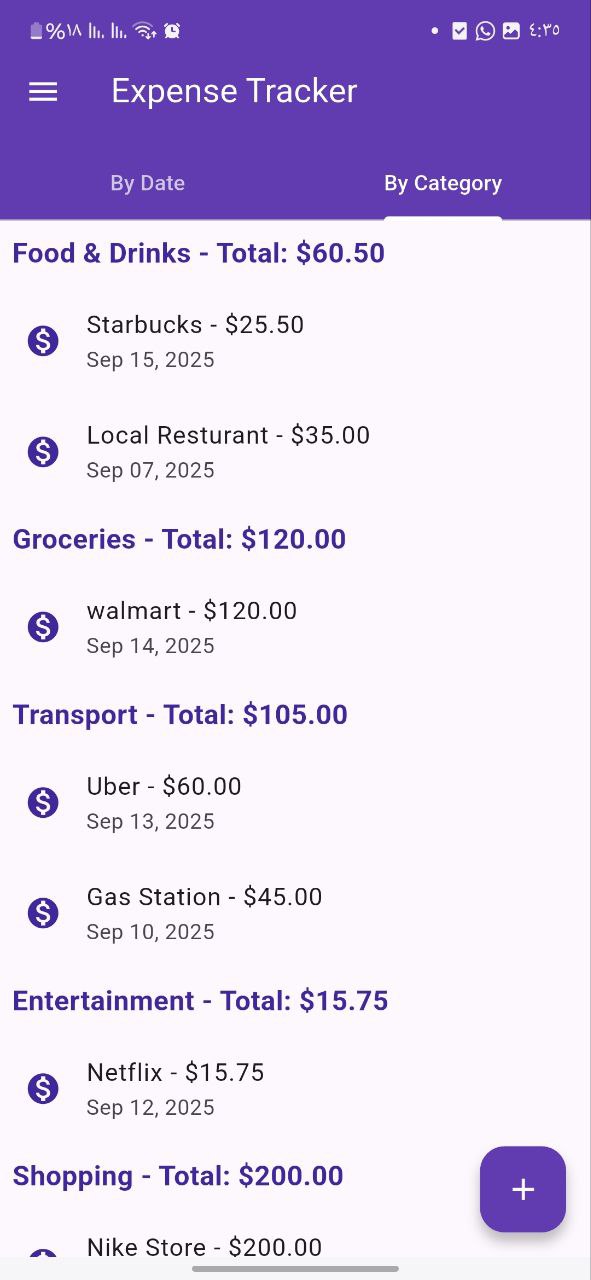 %١٨
٤:٣٥
Expense Tracker
By Date
By Category
Food & Drinks - Total: $60.50
Starbucks - $25.50
Sep 15, 2025
Local Resturant - $35.00
Sep 07, 2025
Groceries - Total: $120.00
walmart - $120.00
Sep 14, 2025
Transport - Total: $105.00
Uber - $60.00
Sep 13, 2025
Gas Station - $45.00
Sep 10, 2025
Entertainment - Total: $15.75
Netflix - $15.75
Sep 12, 2025
Shopping - Total: $200.00
Nike Store - $200.00